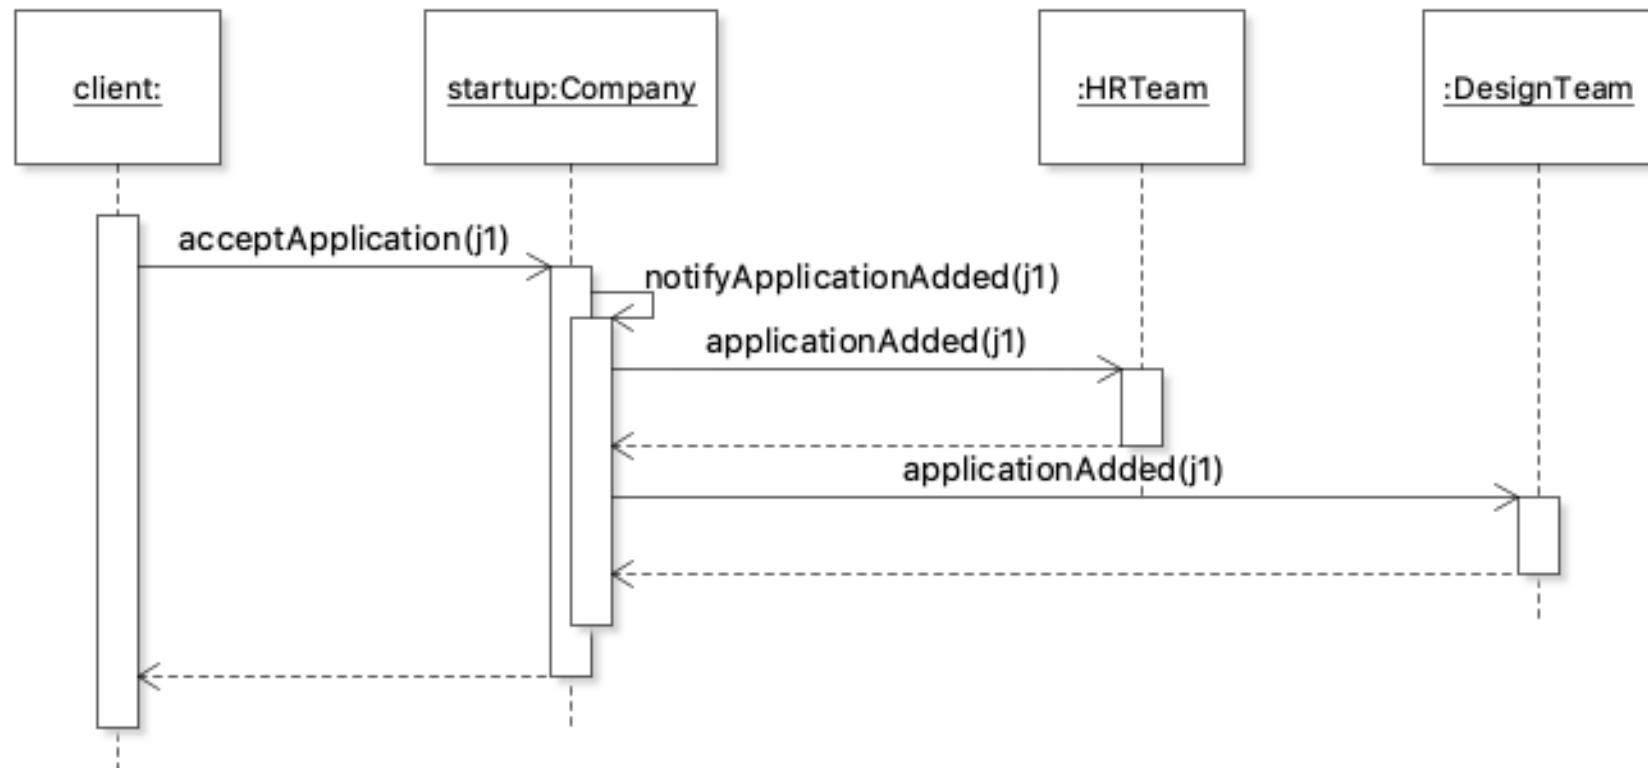 client:
startup:Company
:HRTeam
:DesignTeam
acceptApplication(j1)
notifyApplicationAdded(j1)
applicationAdded(j1)
applicationAdded(j1)